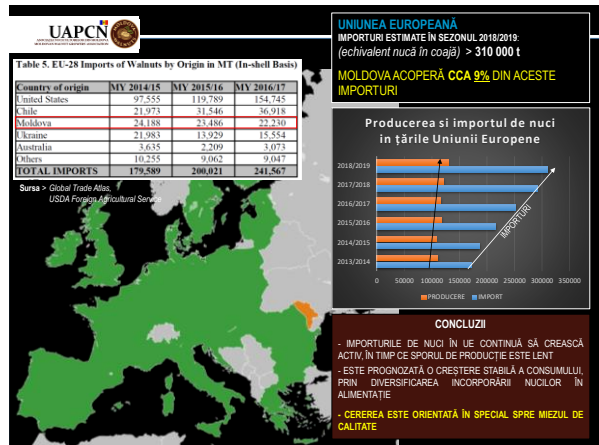 UAPCN
UNIUNEA EUROPEANĂ
IMPORTURI ESTIMATE ÎN SEZONUL 2018/2019:
(echivalent nucă în coajă) > 310 000 t
MOLDOVA ACOPERĂ CCA 9% DIN ACESTE
IMPORTURI
Table 5. EU-28 Imports of Walnuts by Origin in MT (In-shell Basis)
Country of origin MY 2014/15 MY 2015/16 MY 2016/17
United States 97,555 119,789 154,745
Chile 21,973 31,546 36,918
Moldova 24,188 23,486 22,230
Ukraine 21,983 13,929 15,554
Australia 3,635 2,209 3,073
Others 10,255 9,062 9,047
TOTAL IMPORTS 179,589 200,021 241,567
Sursa > Global Trade Atlas,
USDA Foreign Agricultural Service
Producerea si importul de nuci
in țările Uniunii Europene
2018/2019
2017/2018
2016/2017
2015/2016
2014/2015
2013/2014
IMPORTURI
0 50000 100000 150000 200000 250000 300000 350000
PRODUCERE IMPORT
CONCLUZII
- IMPORTURILE DE NUCI ÎN UE CONTINUĂ SĂ CREASCĂ
ACTIV, ÎN TIMP CE SPORUL DE PRODUCȚIE ESTE LENT
- ESTE PROGNOZATĂ O CREȘTERE STABILĂ A CONSUMULUI,
PRIN DIVERSIFICAREA INCORPORĂRII NUCILOR ÎN
ALIMENTAȚIE
- CEREREA ESTE ORIENTATĂ ÎN SPECIAL SPRE MIEZUL DE
CALITATE